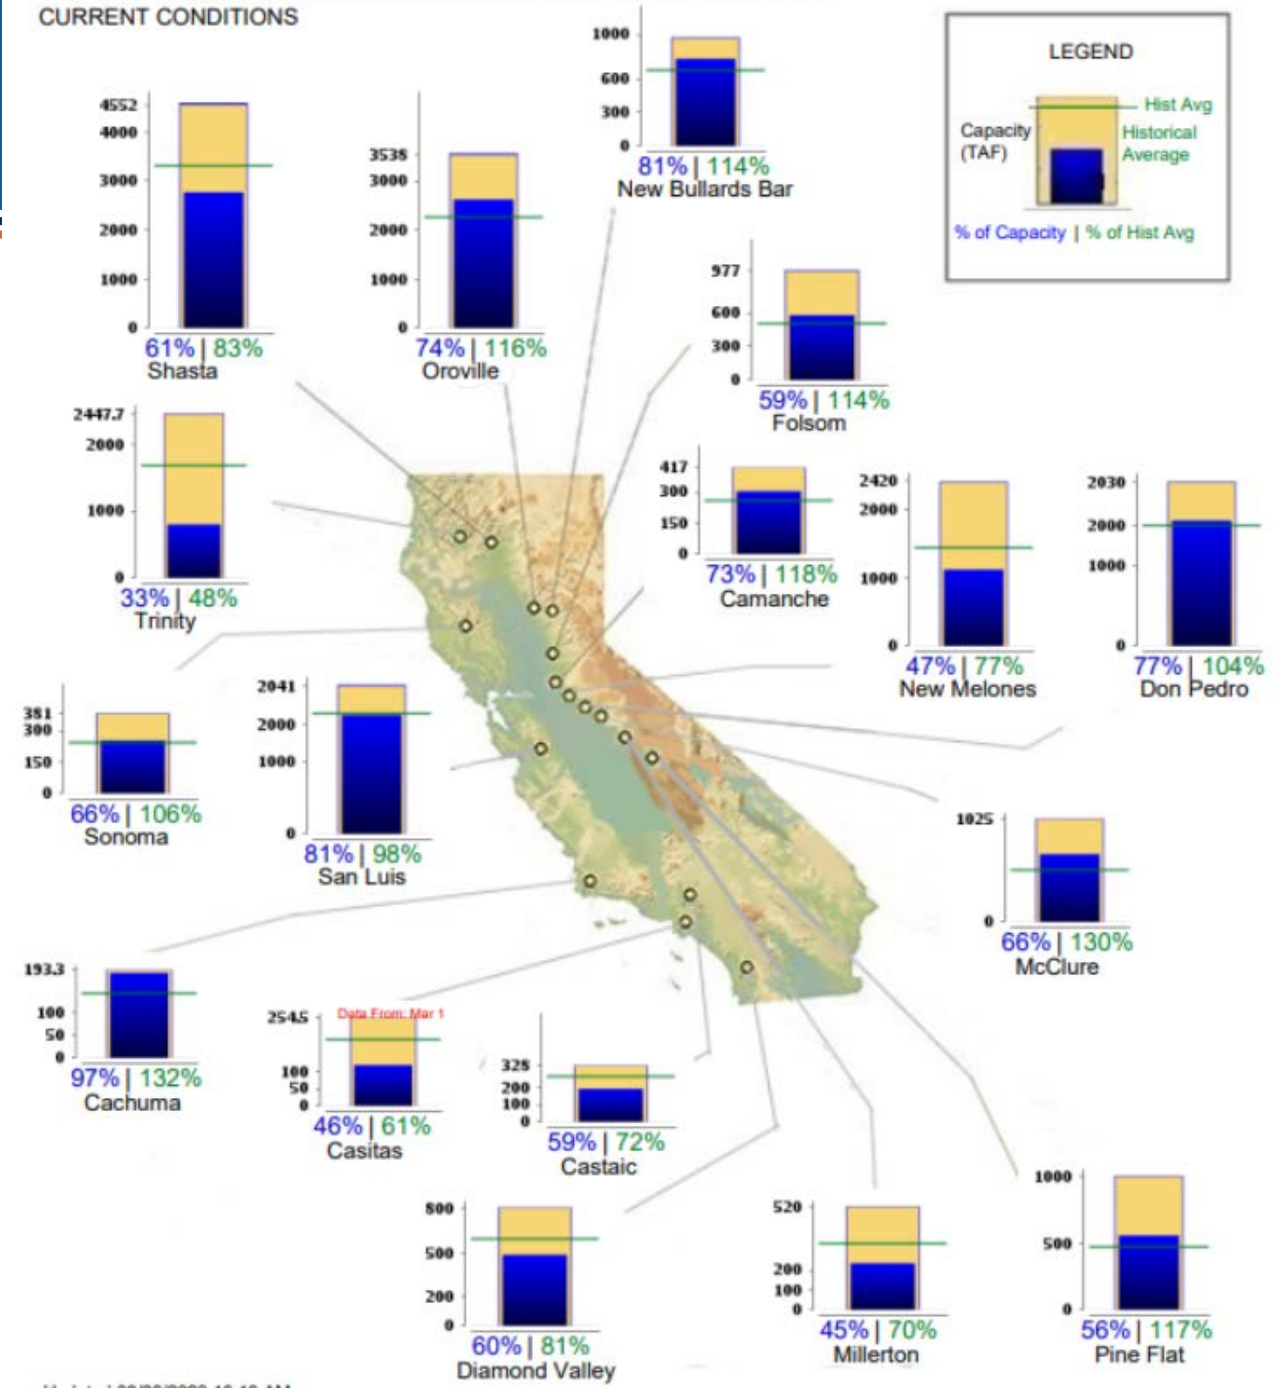 CURRENT CONDITIONS
1000
600
300
0
81% | 114%
New Bullards Bar
LEGEND
Hist Avg
Capacity
(TAF)
Historical
Average
% of Capacity | % of Hist Avg
4552
4000
3000
2000
1000
0
61% | 83%
Shasta
3538
3000
2000
1000
0
74% | 116%
Oroville
977
600
300
0
59% | 114%
Folsom
2447.7
2000
1000
0
33% | 48%
Trinity
417
300
150
0
73% | 118%
Camanche
2420
2000
1000
0
47% | 77%
New Melones
2030
2000
1000
0
77% | 104%
Don Pedro
381
300
150
0
66% | 106%
Sonoma
2041
2000
1000
0
81% | 98%
San Luis
1025
0
66% | 130%
McClure
193.3
100
50
0
97% | 132%
Cachuma
Data From: Mar 1
254.5
100
50
0
46% | 61%
Casitas
325
200
100
0
59% | 72%
Castaic
800
500
200
0
60% | 81%
Diamond Valley
520
200
100
0
45% | 70%
Millerton
1000
500
0
56% | 117%
Pine Flat